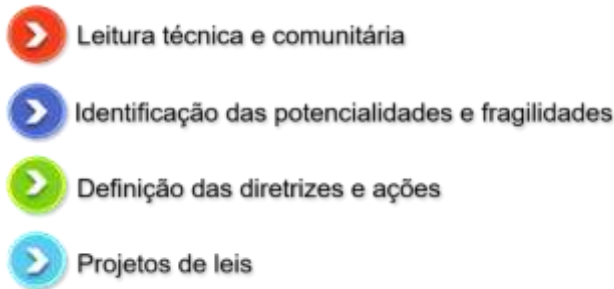 Leitura técnica e comunitária
Identificação das potencialidades e fragilidades
Definição das diretrizes e ações
Projetos de leis